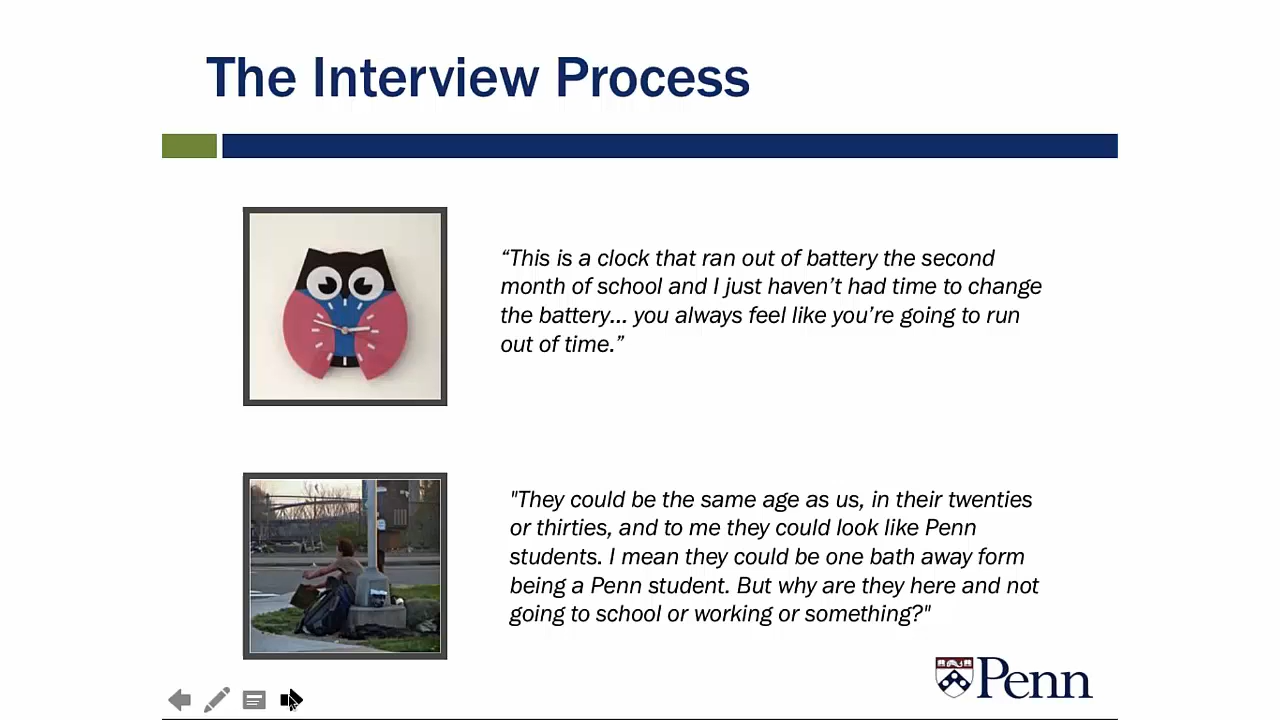 The Interview Process
“This is a clock that ran out of battery the second
month of school and I just haven’t had time to change
the battery... you always feel like you’re going to run
out of time.”
"They could be the same age as us, in their twenties
or thirties, and to me they could look like Penn
students. I mean they could be one bath away form
being a Penn student. But why are they here and not
going to school or working or something?"
Penn